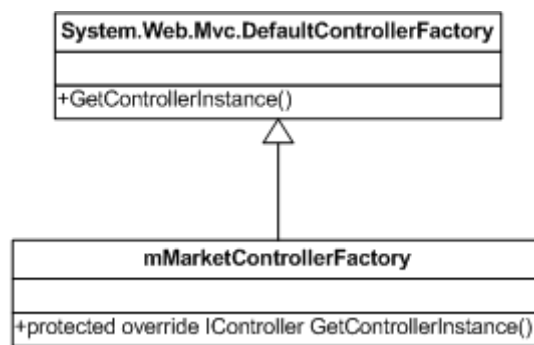 System.Web.Mvc.DefaultControllerFactory
+GetControllerInstance()
mMarketControllerFactory
+protected override IController GetControllerInstance()